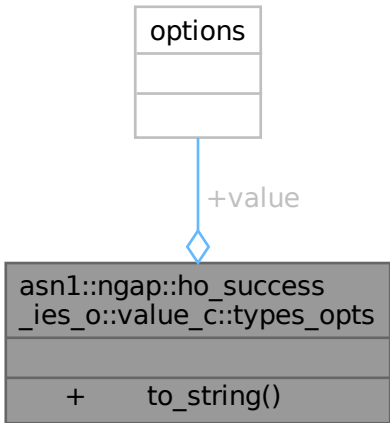 options
+value
asn1::ngap::ho_success
_ies_o::value_c::types_opts
+ to_string()